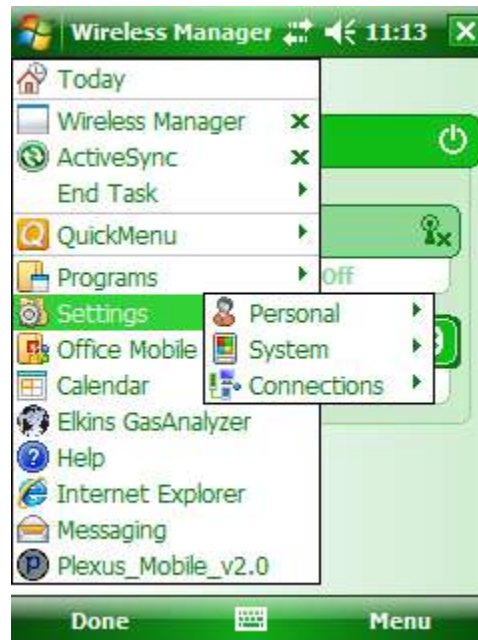 Wireless Manager 11:13
Today
Wireless Manager
ActiveSync
End Task
QuickMenu
Programs
Off
Settings
Personal
Office Mobile
System
Calendar
Connections
Elkins GasAnalyzer
Help
Internet Explorer
Messaging
Plexus_Mobile_v2.0
Done Menu